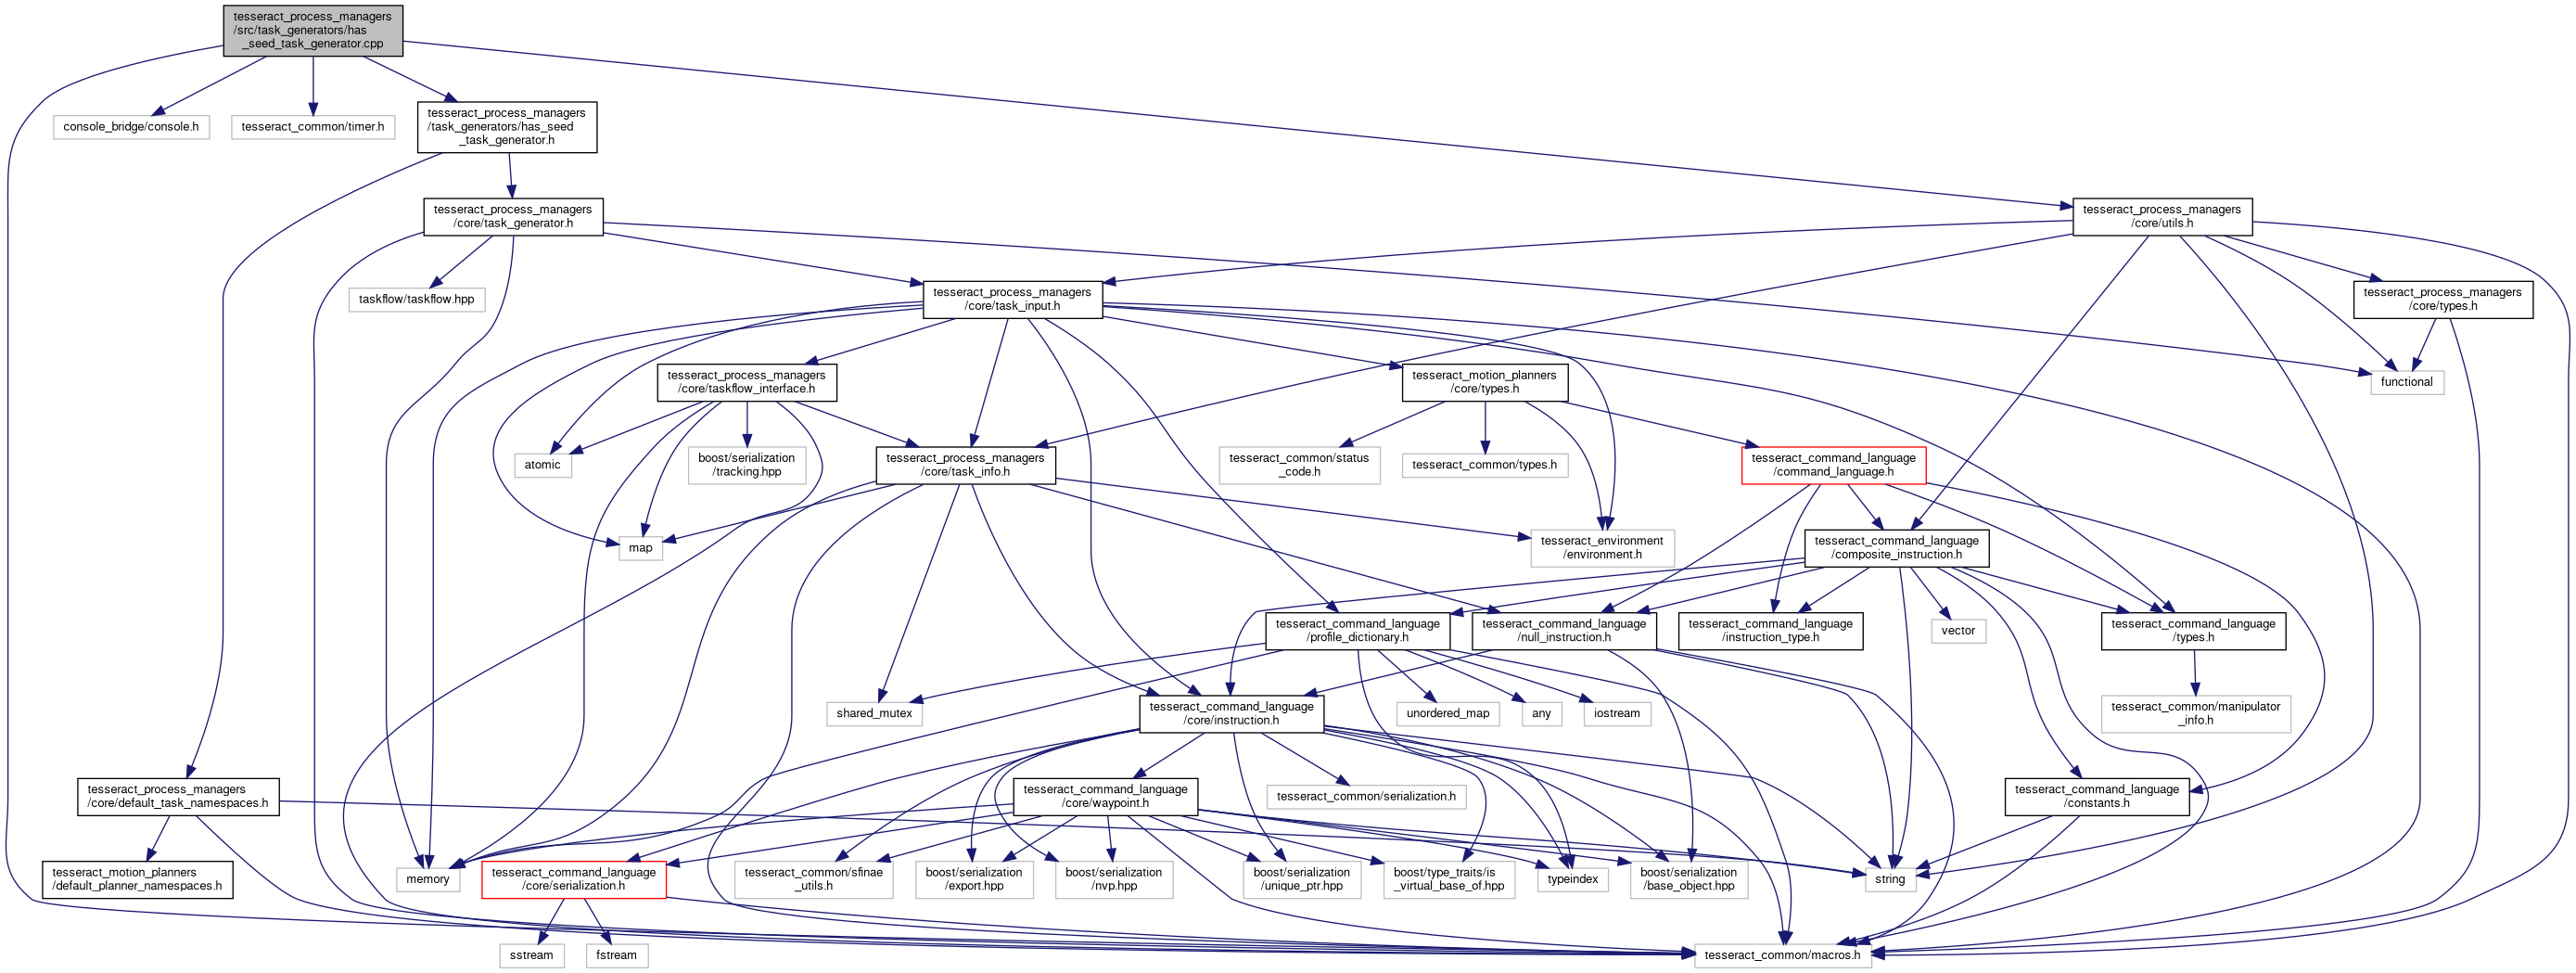 tesseract_process_managers
/src/task_generators/has
_seed_task_generator.cpp
console_bridge/console.h
tesseract_common/timer.h
tesseract_process_managers
/task_generators/has_seed
_task_generator.h
tesseract_process_managers
/core/task_generator.h
tesseract_process_managers
/core/utils.h
taskflow/taskflow.hpp
tesseract_process_managers
/core/task_input.h
tesseract_process_managers
/core/types.h
tesseract_process_managers
/core/taskflow_interface.h
tesseract_motion_planners
/core/types.h
functional
atomic
boost/serialization
/tracking.hpp
tesseract_process_managers
/core/task_info.h
tesseract_common/status
_code.h
tesseract_common/types.h
tesseract_command_language
/command_language.h
map
tesseract_environment
/environment.h
tesseract_command_language
/composite_instruction.h
tesseract_command_language
/profile_dictionary.h
tesseract_command_language
/null_instruction.h
tesseract_command_language
/instruction_type.h
vector
tesseract_command_language
/types.h
shared_mutex
tesseract_command_language
/core/instruction.h
unordered_map
any
iostream
tesseract_common/manipulator
_info.h
tesseract_process_managers
/core/default_task_namespaces.h
tesseract_command_language
/core/waypoint.h
tesseract_common/serialization.h
tesseract_command_language
/constants.h
tesseract_motion_planners
/default_planner_namespaces.h
memory
tesseract_command_language
/core/serialization.h
tesseract_common/sfinae
_utils.h
boost/serialization
/export.hpp
boost/serialization
/nvp.hpp
boost/serialization
/unique_ptr.hpp
boost/type_traits/is
_virtual_base_of.hpp
typeindex
boost/serialization
/base_object.hpp
string
sstream
fstream
tesseract_common/macros.h